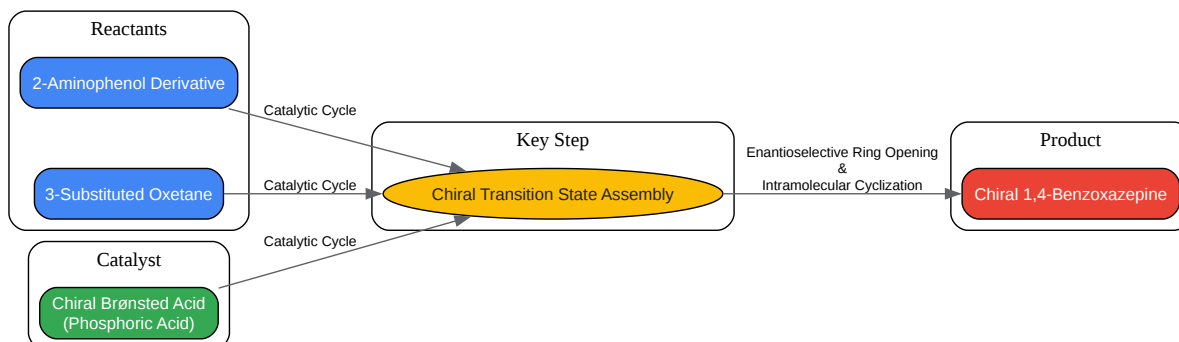 Reactants
2-Aminophenol Derivative
3-Substituted Oxetane
Catalyst
Chiral Brønsted Acid
(Phosphoric Acid)
Catalytic Cycle
Catalytic Cycle
Catalytic Cycle
Key Step
Chiral Transition State Assembly
Enantioselective Ring Opening
&
Intramolecular Cyclization
Product
Chiral 1,4-Benzoxazepine